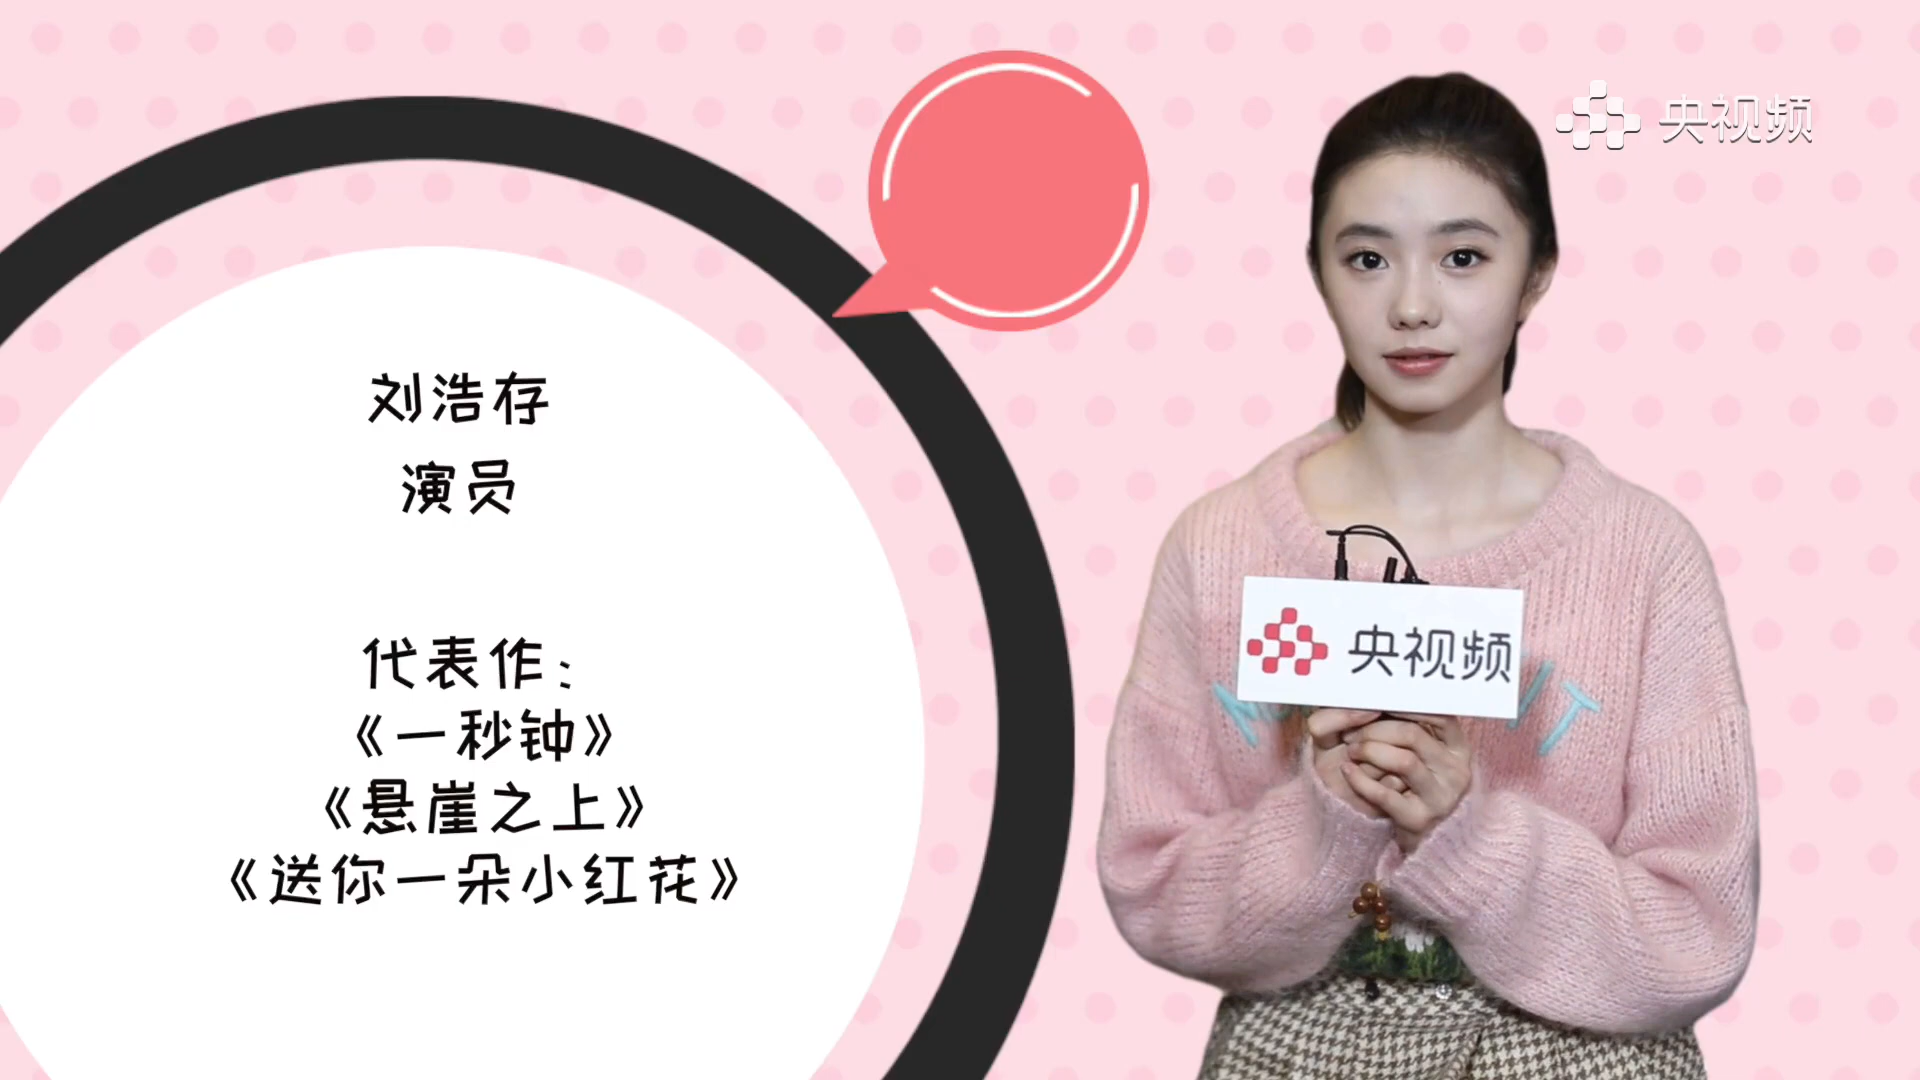 央视频
刘浩存
演员
代表作：
《一秒钟》
《悬崖之上》
《送你一朵小红花》
央视频